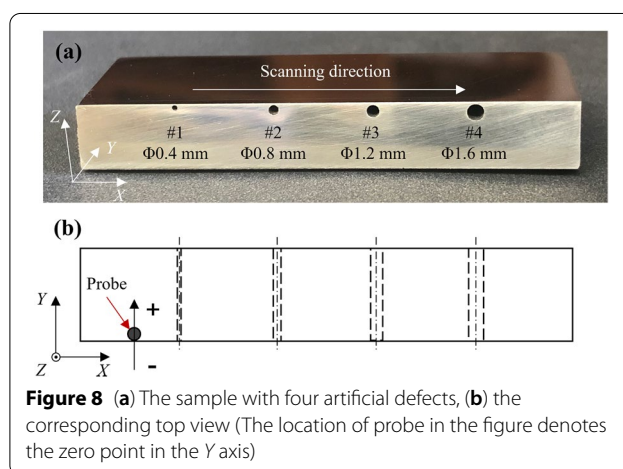 (a)
Scanning direction
Z
Y
X
#1 #2 #3 #4
Φ0.4 mm Φ0.8 mm Φ1.2 mm Φ1.6 mm
(b)
Y
Probe
+
Z
X
-
Figure 8 (a) The sample with four artificial defects, (b) the
corresponding top view (The location of probe in the figure denotes
the zero point in the Y axis)